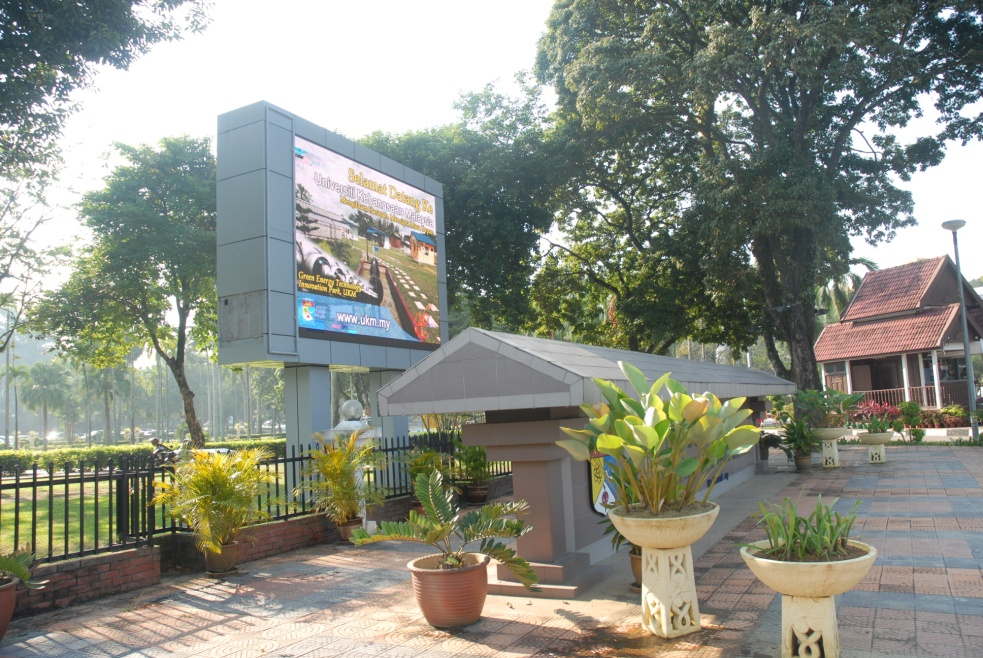 Selamat Datang Ke
Universiti Kebangsaan Malaysia
Green Energy Technology
Innovation Park, UKM
www.ukm.my